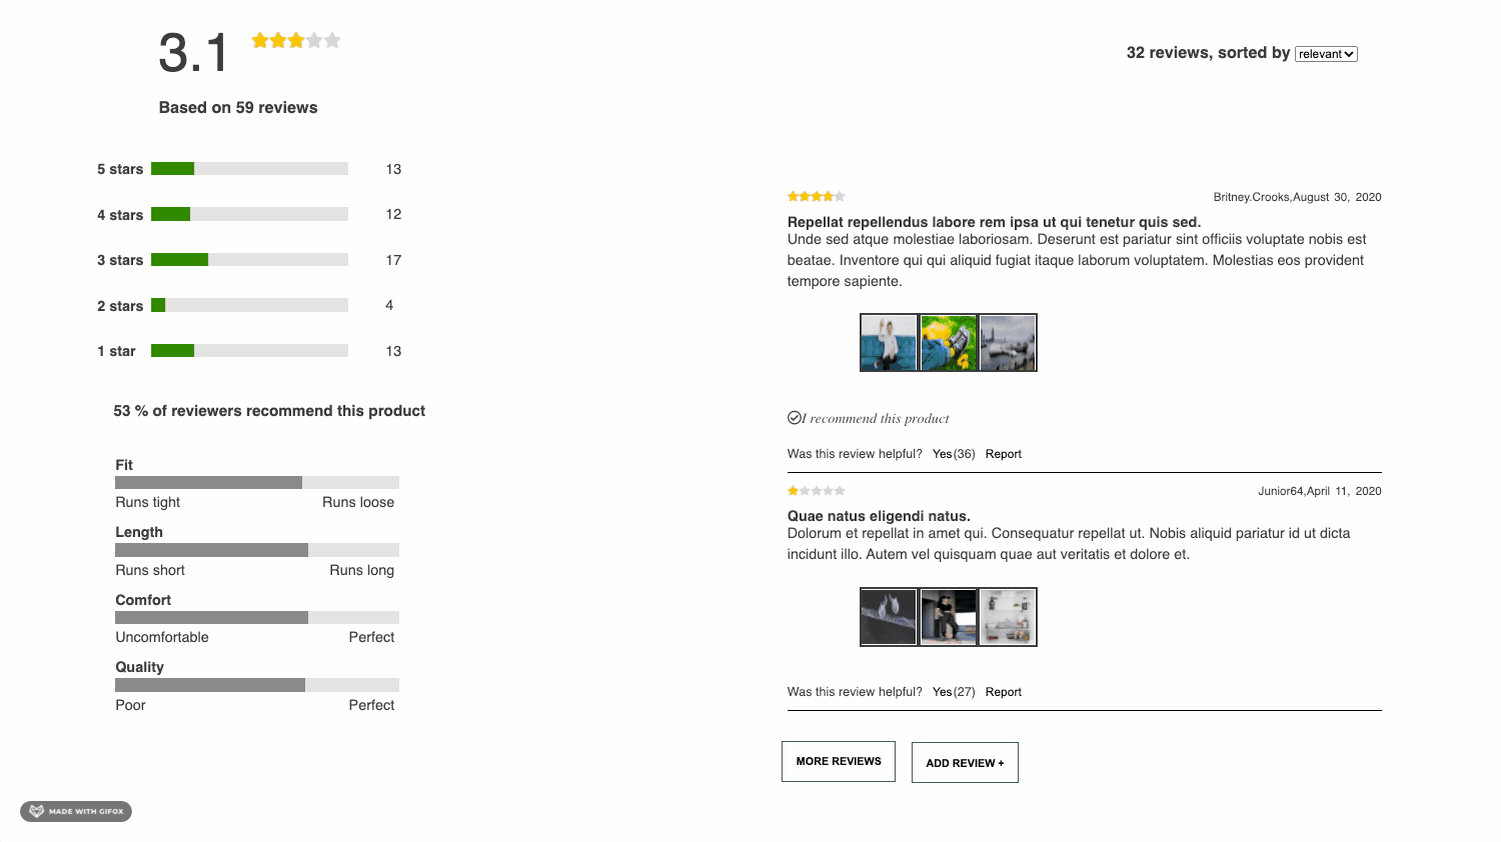 3.1
Based on 59 reviews
5 stars 13
4 stars 12
3 stars 17
2 stars 4
1 star 13
53 % of reviewers recommend this product
Fit
Runs tight Runs loose
Length
Runs short Runs long
Comfort
Uncomfortable Perfect
Quality
Poor Perfect
MADE WITH GIFOX
32 reviews, sorted by relevant
Britney.Crooks,August 30, 2020
Repellat repellendus labore rem ipsa ut qui tenetur quis sed.
Unde sed atque molestiae laboriosam. Deserunt est pariatur sint officiis voluptate nobis est
beatae. Inventore qui qui aliquid fugiat itaque laborum voluptatem. Molestias eos provident
tempore sapiente.
I recommend this product
Was this review helpful? Yes(36) Report
Junior64,April 11, 2020
Quae natus eligendi natus.
Dolorum et repellat in amet qui. Consequatur repellat ut. Nobis aliquid pariatur id ut dicta
incidunt illo. Autem vel quisquam quae aut veritatis et dolore et.
Was this review helpful? Yes(27) Report
MORE REVIEWS ADD REVIEW +